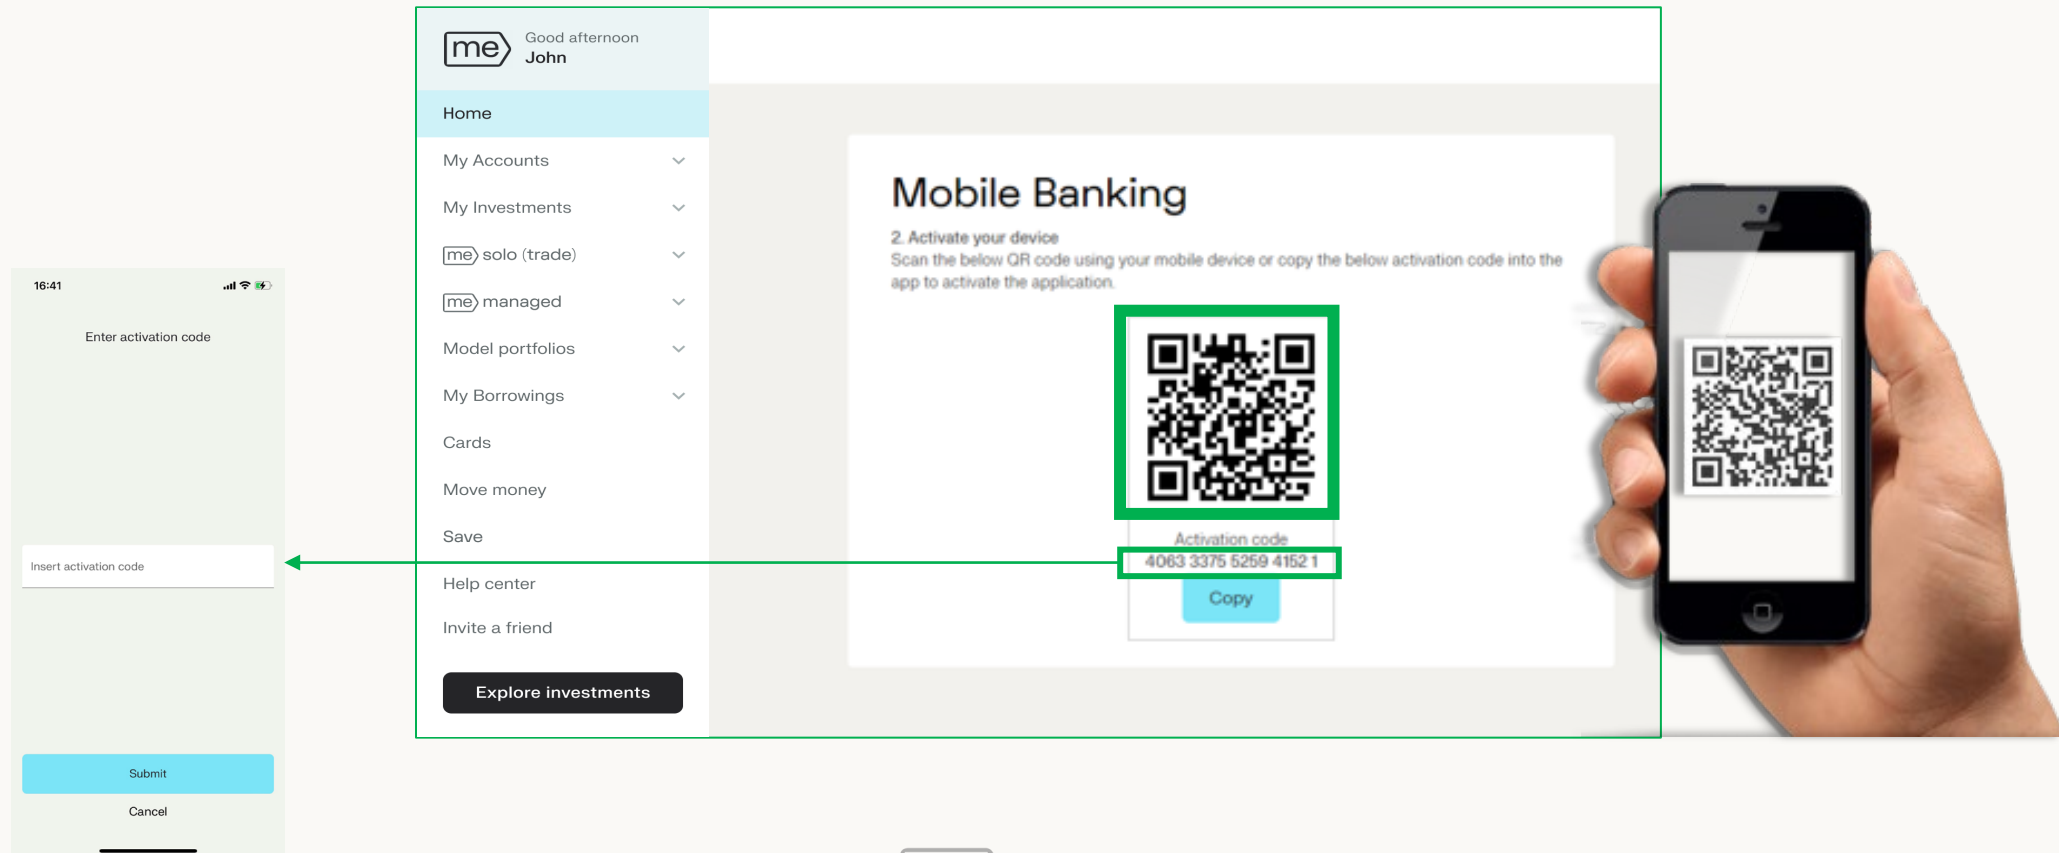 16:41
Enter activation code
Insert activation code
Submit
Cancel
me
Good afternoon
John
Home
My Accounts
My Investments
me solo (trade)
me managed
Model portfolios
My Borrowings
Cards
Move money
Save
Help center
Invite a friend
Explore investments
Mobile Banking
2. Activate your device
Scan the below QR code using your mobile device or copy the below activation code into the
app to activate the application.
Activation code
4063 3375 5259 4152 1
Copy